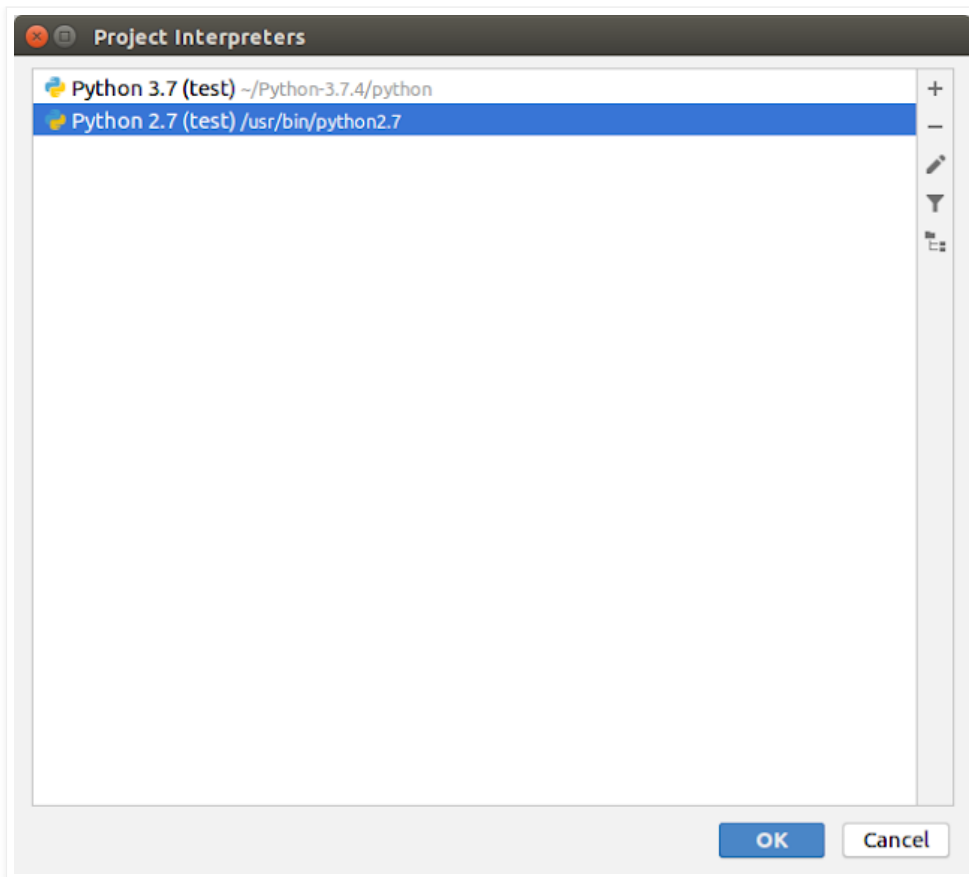 Project Interpreters
Python 3.7 (test) ~/Python-3.7.4/python
Python 2.7 (test) /usr/bin/python2.7
OK Cancel